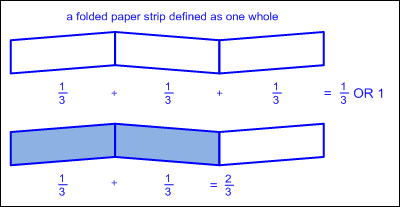 a folded paper strip defined as one whole
1/3 + 1/3 + 1/3 = 1/3 OR 1
1/3 + 1/3 = 2/3